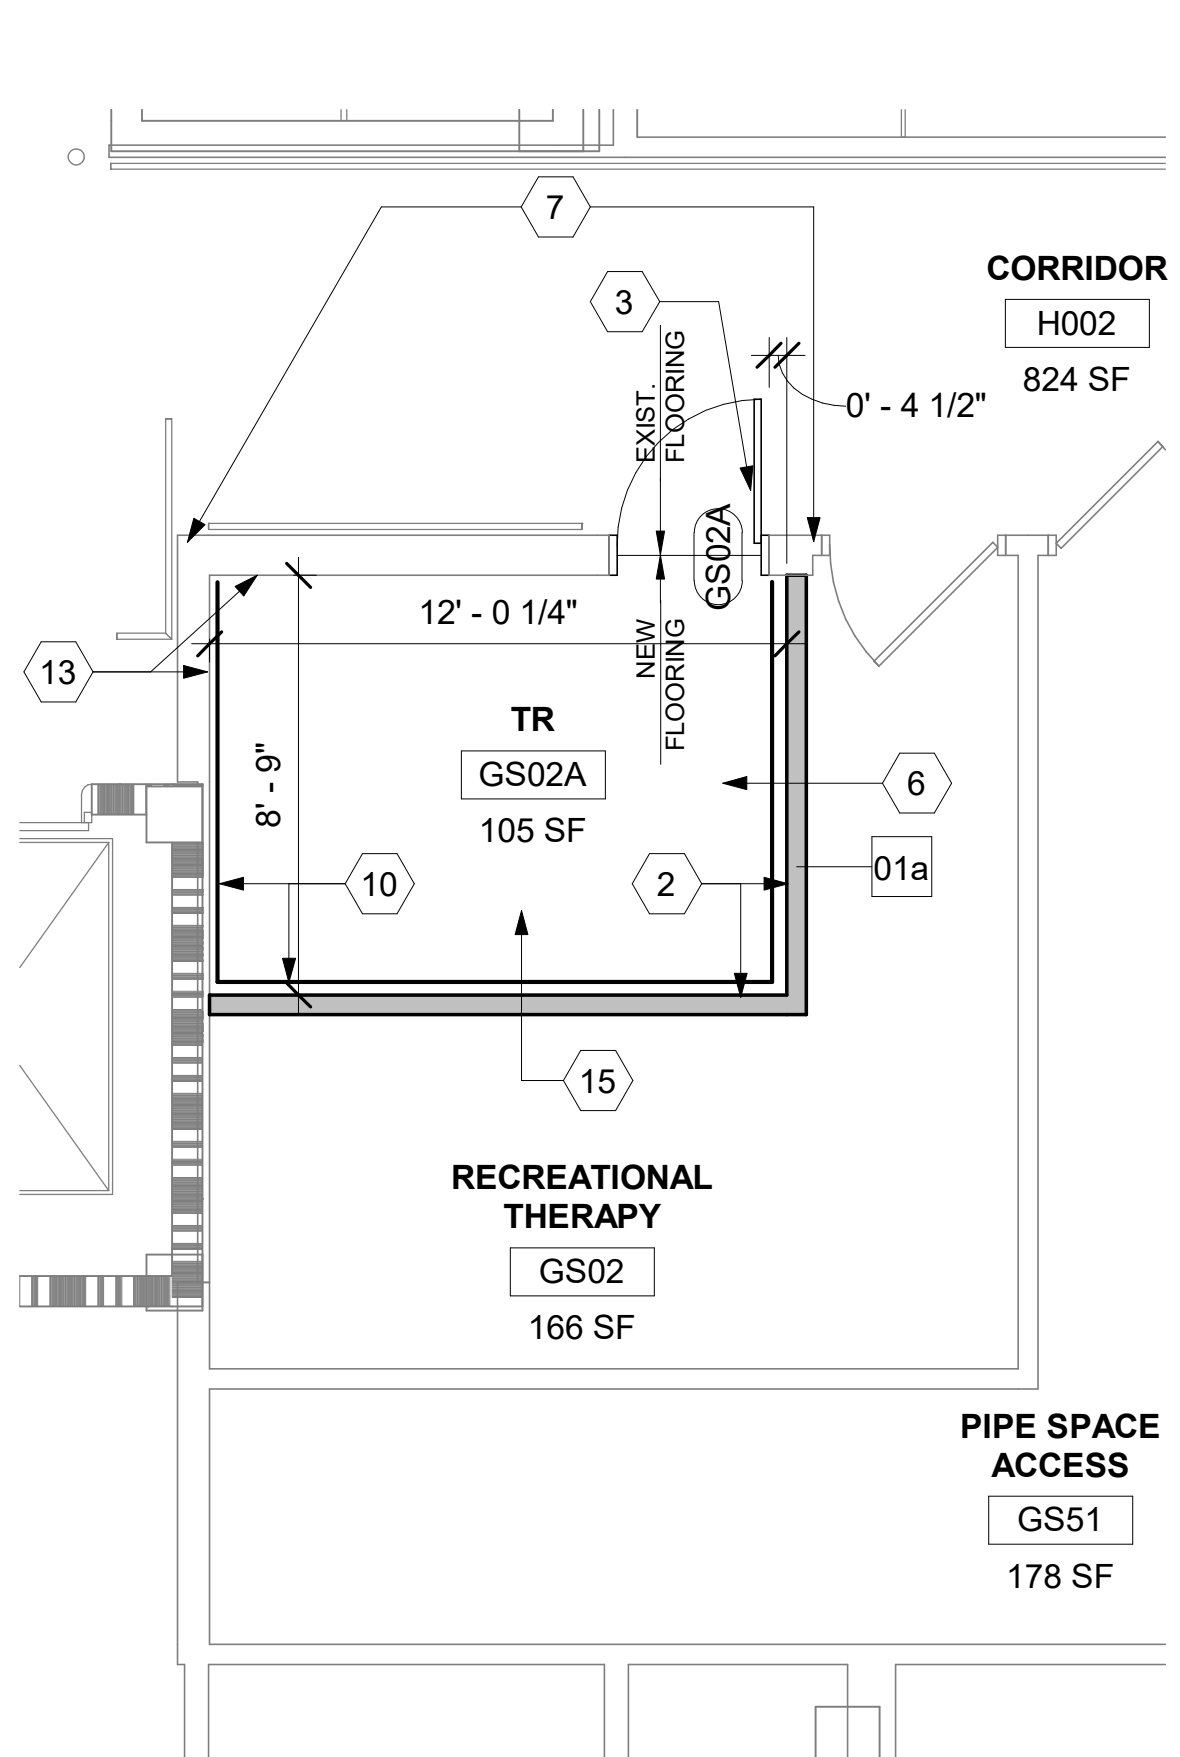 7
CORRIDOR
H002
824 SF
3
EXIST.
FLOORING
0' - 4 1/2"
GS02A
12' - 0 1/4"
NEW
FLOORING
13
TR
GS02A
105 SF
8' - 9"
6
01a
10
2
15
RECREATIONAL
THERAPY
GS02
166 SF
PIPE SPACE
ACCESS
GS51
178 SF